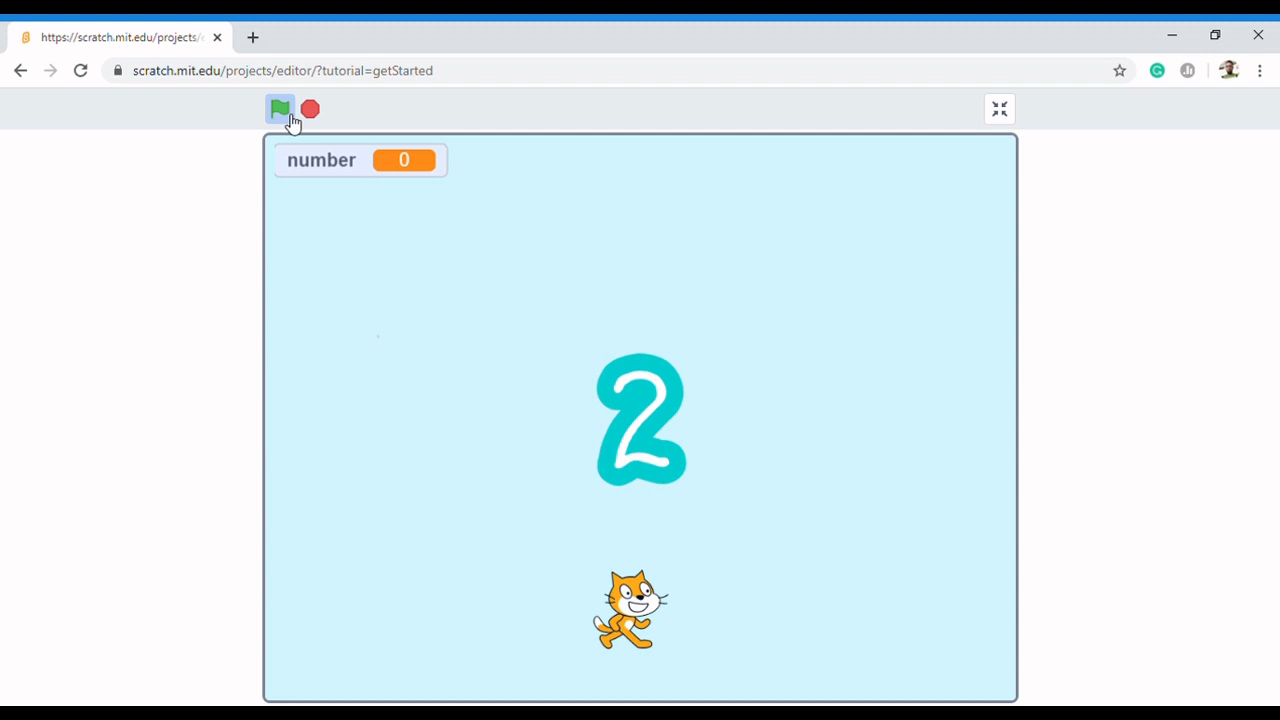 https://scratch.mit.edu/projects/
scratch.mit.edu/projects/editor/?tutorial=getStarted
number 0
2